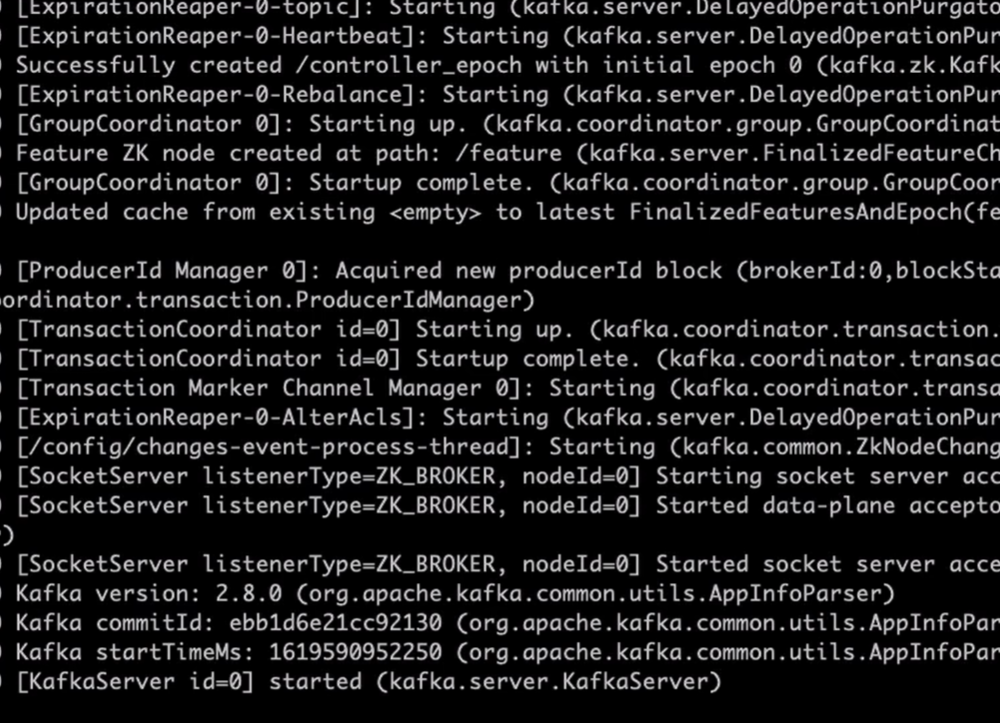 [ExpirationReaper-0-topic]: Starting (kafka.server.DelayedOperationPurgato
[ExpirationReaper-0-Heartbeat]: Starting (kafka.server.DelayedOperationPur
Successfully created /controller_epoch with initial epoch 0 (kafka.zk.Kafk
[ExpirationReaper-0-Rebalance]: Starting (kafka.server.DelayedOperationPur
[GroupCoordinator 0]: Starting up. (kafka.coordinator.group.GroupCoordinat
Feature ZK node created at path: /feature (kafka.server.FinalizedFeatureCh
[GroupCoordinator 0]: Startup complete. (kafka.coordinator.group.GroupCoor
Updated cache from existing <empty> to latest FinalizedFeaturesAndEpoch(fe
[ProducerId Manager 0]: Acquired new producerId block (brokerId:0,blockSta
oordinator.transaction.ProducerIdManager)
[TransactionCoordinator id=0] Starting up. (kafka.coordinator.transaction.
[TransactionCoordinator id=0] Startup complete. (kafka.coordinator.transac
[Transaction Marker Channel Manager 0]: Starting (kafka.coordinator.transa
[ExpirationReaper-0-AlterAcls]: Starting (kafka.server.DelayedOperationPur
[/config/changes-event-process-thread]: Starting (kafka.common.ZkNodeChang
[SocketServer listenerType=ZK_BROKER, nodeId=0] Starting socket server acc
[SocketServer listenerType=ZK_BROKER, nodeId=0] Started data-plane accepto
)
[SocketServer listenerType=ZK_BROKER, nodeId=0] Started socket server acce
Kafka version: 2.8.0 (org.apache.kafka.common.utils.AppInfoParser)
Kafka commitId: ebb1d6e21cc92130 (org.apache.kafka.common.utils.AppInfoPar
Kafka startTimeMs: 1619590952250 (org.apache.kafka.common.utils.AppInfoPar
[KafkaServer id=0] started (kafka.server.KafkaServer)